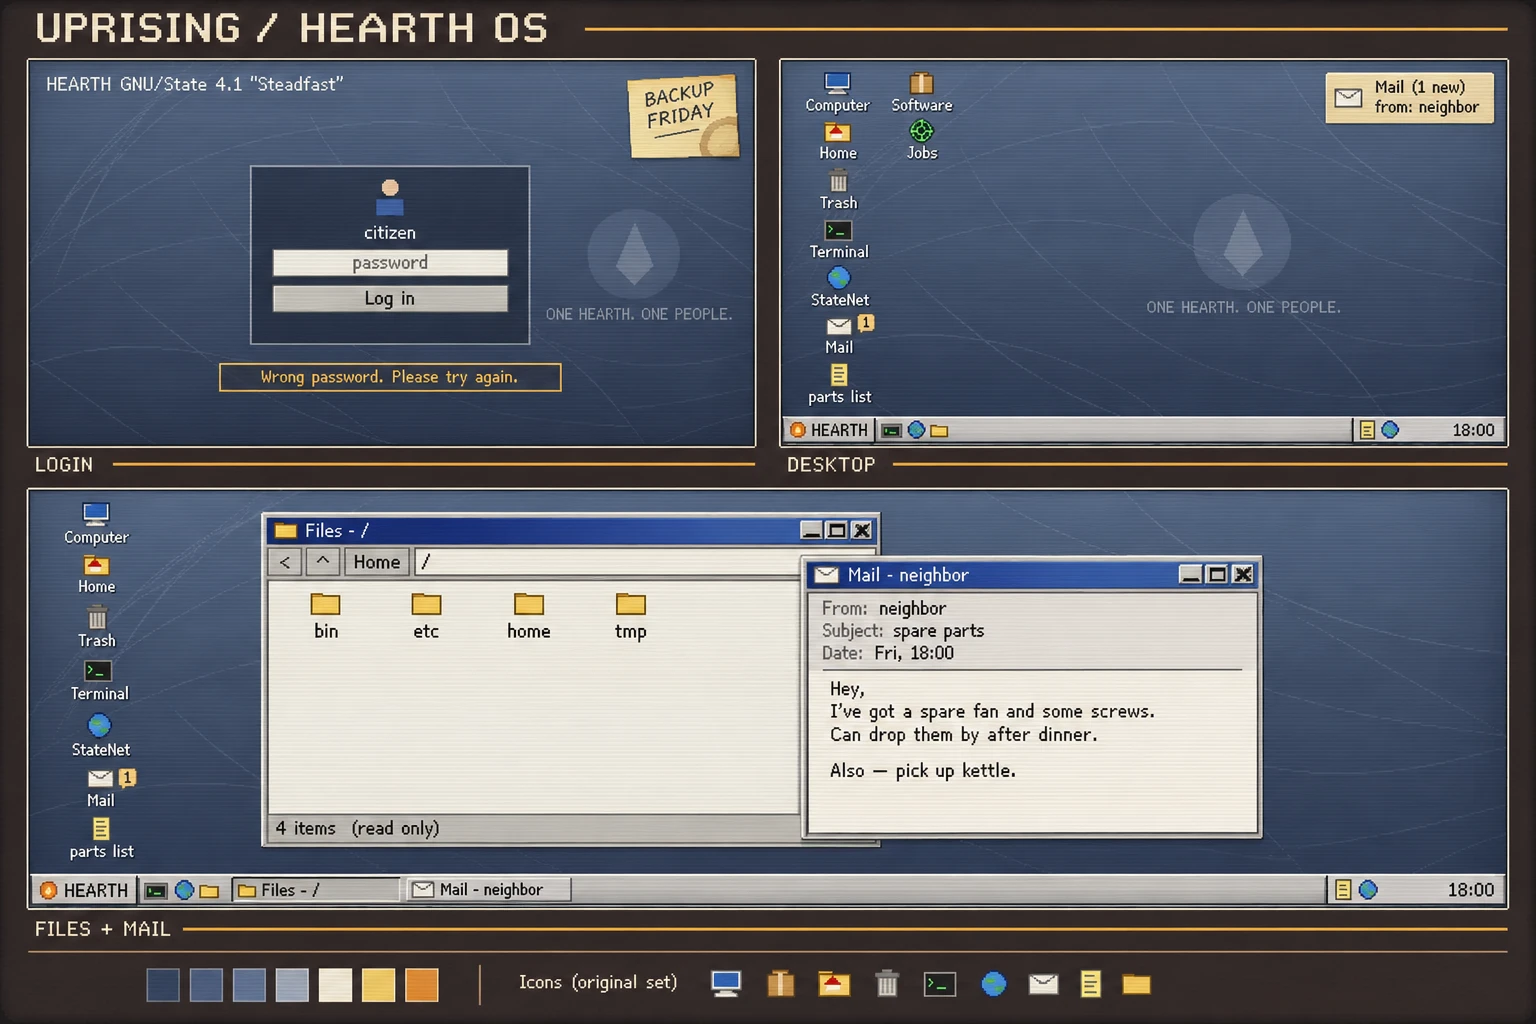 UPRISING / HEARTH OS
HEARTH GNU/State 4.1 "Steadfast"
BACKUP
FRIDAY
citizen
password
Log in
ONE HEARTH. ONE PEOPLE.
Wrong password. Please try again.
LOGIN
Computer
Software
Home
Jobs
Trash
Terminal
StateNet
1
Mail
parts list
Mail (1 new)
from: neighbor
ONE HEARTH. ONE PEOPLE.
HEARTH
18:00
DESKTOP
Computer
Home
Trash
Terminal
StateNet
1
Mail
parts list
Files - /
< ^ Home /
bin etc home tmp
4 items (read only)
Mail - neighbor
From: neighbor
Subject: spare parts
Date: Fri, 18:00
Hey,
I've got a spare fan and some screws.
Can drop them by after dinner.
Also — pick up kettle.
HEARTH
Files - /
Mail - neighbor
18:00
FILES + MAIL
Icons (original set)